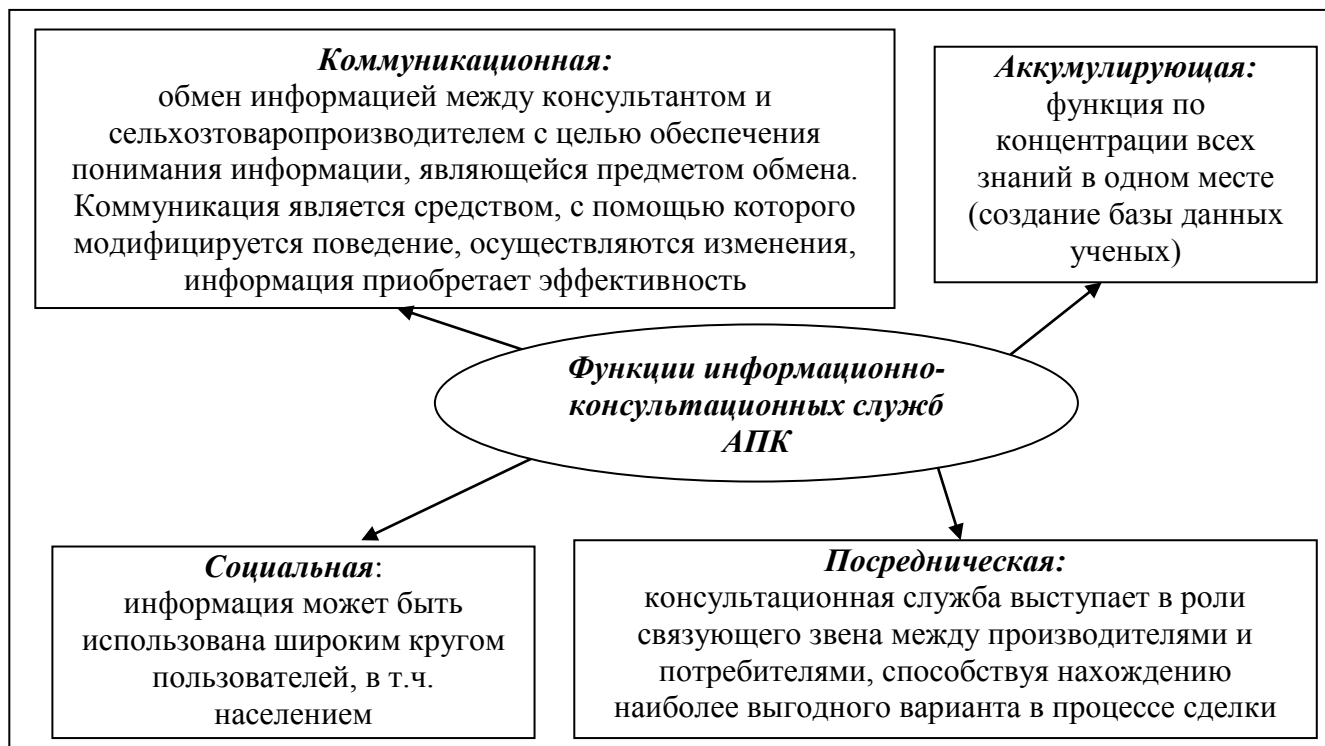 Коммуникационная:
обмен информацией между консультантом и
сельхозтоваропроизводителем с целью обеспечения
понимания информации, являющейся предметом обмена.
Коммуникация является средством, с помощью которого
модифицируется поведение, осуществляются изменения,
информация приобретает эффективность
Аккумулирующая:
функция по
концентрации всех
знаний в одном месте
(создание базы данных
ученых)
Функции информационно-
консультационных служб
АПК
Социальная:
информация может быть
использована широким кругом
пользователей, в т.ч.
населением
Посредническая:
консультационная служба выступает в роли
связующего звена между производителями и
потребителями, способствуя нахождению
наиболее выгодного варианта в процессе сделки